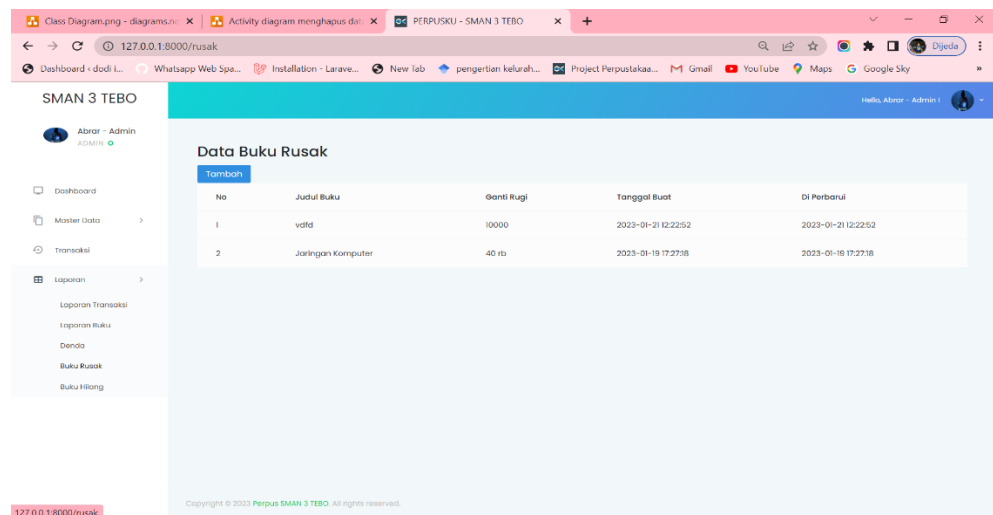 Class Diagram.png - diagrams.ne
Activity diagram menghapus dat
PERPUSKU - SMAN 3 TEBO
127.0.0.1:8000/rusak
Dijeda
Dashboard < dodi i...
Whatsapp Web Spa...
Installation - Larave...
New Tab
pengertian kelurah...
Project Perpustakaa...
Gmail
YouTube
Maps
Google Sky
»
SMAN 3 TEBO
Hello, Abrar - Admin !
Abrar - Admin
ADMIN
Dashboard
Master Data
Transaksi
Laporan
Laporan Transaksi
Laporan Buku
Denda
Buku Rusak
Buku Hilang
Data Buku Rusak
Tambah
No Judul Buku Ganti Rugi Tanggal Buat Di Perbarui
1 vdfd 10000 2023-01-21 12:22:52 2023-01-21 12:22:52
2 Jaringan Komputer 40 rb 2023-01-19 17:27:18 2023-01-19 17:27:18
Copyright © 2023 Perpus SMAN 3 TEBO. All rights reserved.
127.0.0.1:8000/rusak